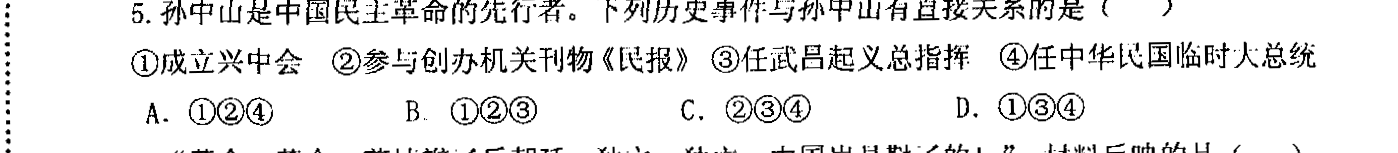 5. 孙中山是中国民主革命的先行者。下列历史事件与孙中山有直接关系的是（　　）
①成立兴中会　②参与创办机关刊物《民报》　③任武昌起义总指挥　④任中华民国临时大总统
A. ①②④　　B. ①②③　　C. ②③④　　D. ①③④